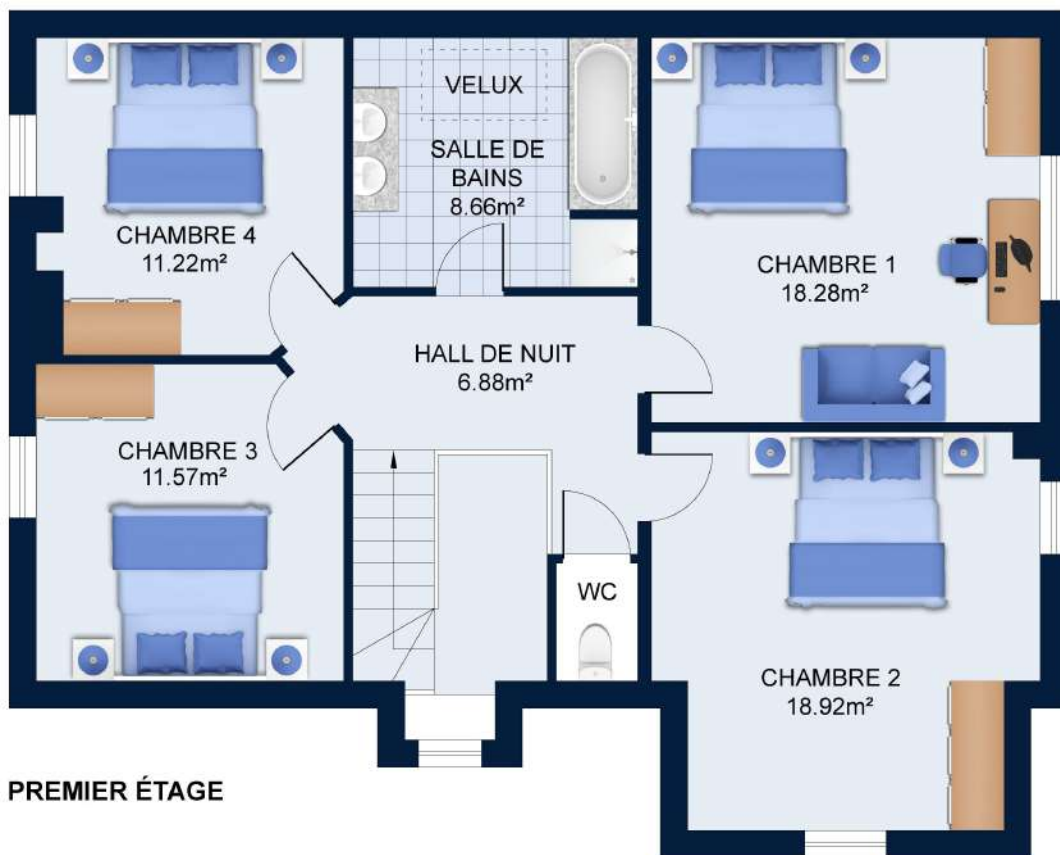 VELUX
SALLE DE
BAINS
8.66m²
CHAMBRE 4
11.22m²
CHAMBRE 1
18.28m²
HALL DE NUIT
6.88m²
CHAMBRE 3
11.57m²
WC
CHAMBRE 2
18.92m²
PREMIER ÉTAGE